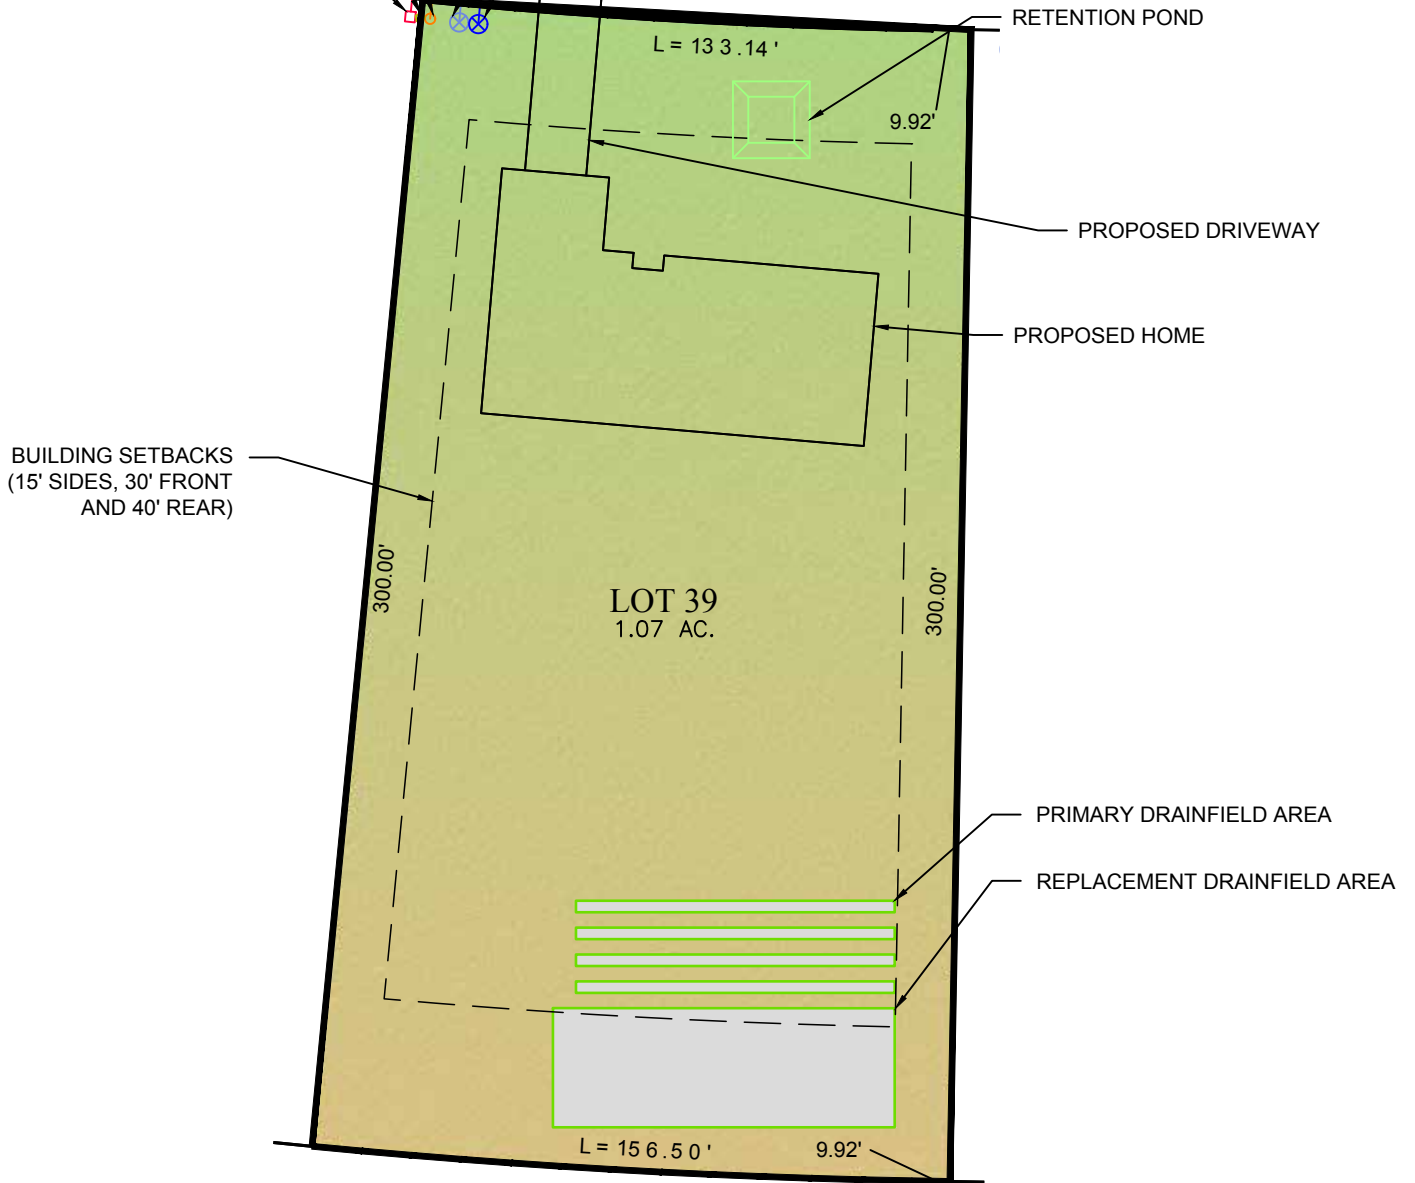 RETENTION POND
L = 133.14'
9.92'
PROPOSED DRIVEWAY
PROPOSED HOME
BUILDING SETBACKS
(15' SIDES, 30' FRONT
AND 40' REAR)
300.00'
300.00'
LOT 39
1.07 AC.
PRIMARY DRAINFIELD AREA
REPLACEMENT DRAINFIELD AREA
L = 156.50'
9.92'